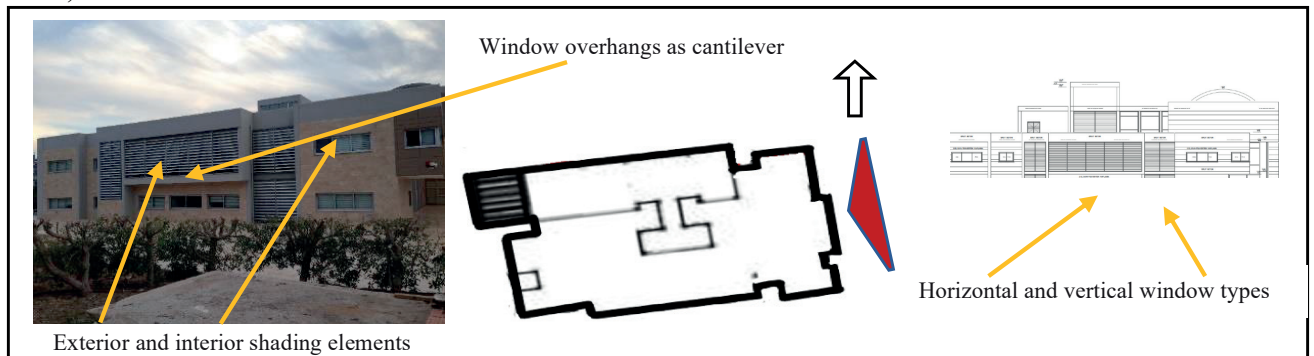 Window overhangs as cantilever
Horizontal and vertical window types
Exterior and interior shading elements